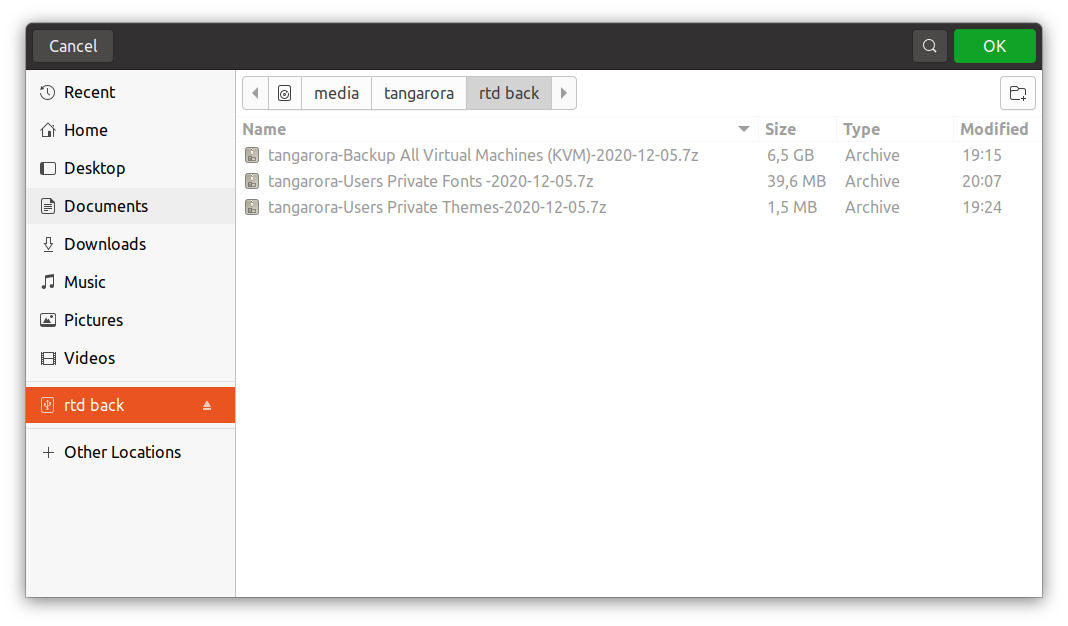 Cancel OK
Recent
Home
Desktop
Documents
Downloads
Music
Pictures
Videos
rtd back
Other Locations
media tangarora rtd back
Name Size Type Modified
tangarora-Backup All Virtual Machines (KVM)-2020-12-05.7z 6,5 GB Archive 19:15
tangarora-Users Private Fonts -2020-12-05.7z 39,6 MB Archive 20:07
tangarora-Users Private Themes-2020-12-05.7z 1,5 MB Archive 19:24